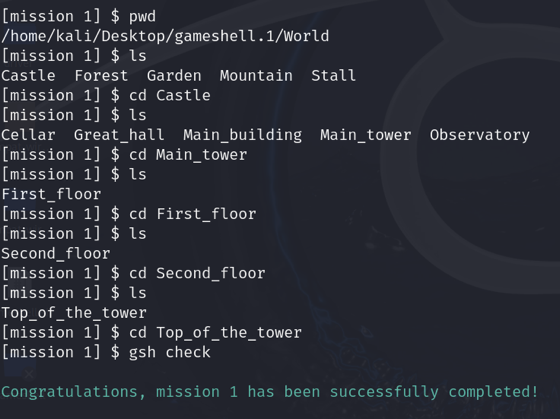 [mission 1] $ pwd
/home/kali/Desktop/gameshell.1/World
[mission 1] $ ls
Castle  Forest  Garden  Mountain  Stall
[mission 1] $ cd Castle
[mission 1] $ ls
Cellar  Great_hall  Main_building  Main_tower  Observatory
[mission 1] $ cd Main_tower
[mission 1] $ ls
First_floor
[mission 1] $ cd First_floor
[mission 1] $ ls
Second_floor
[mission 1] $ cd Second_floor
[mission 1] $ ls
Top_of_the_tower
[mission 1] $ cd Top_of_the_tower
[mission 1] $ gsh check
Congratulations, mission 1 has been successfully completed!